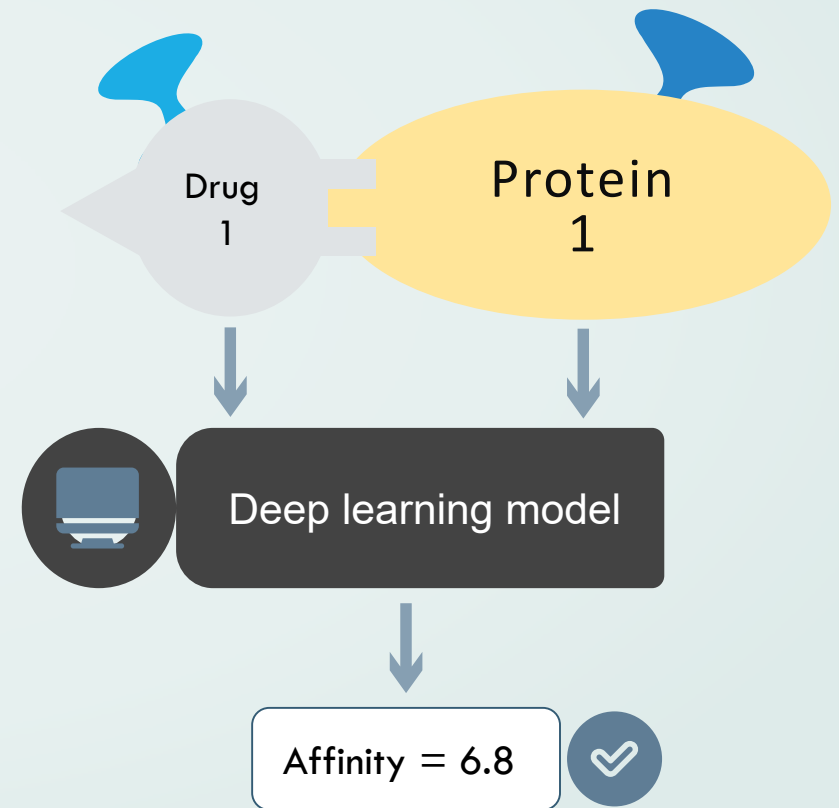 Drug
1
Protein
1
Deep learning model
Affinity = 6.8